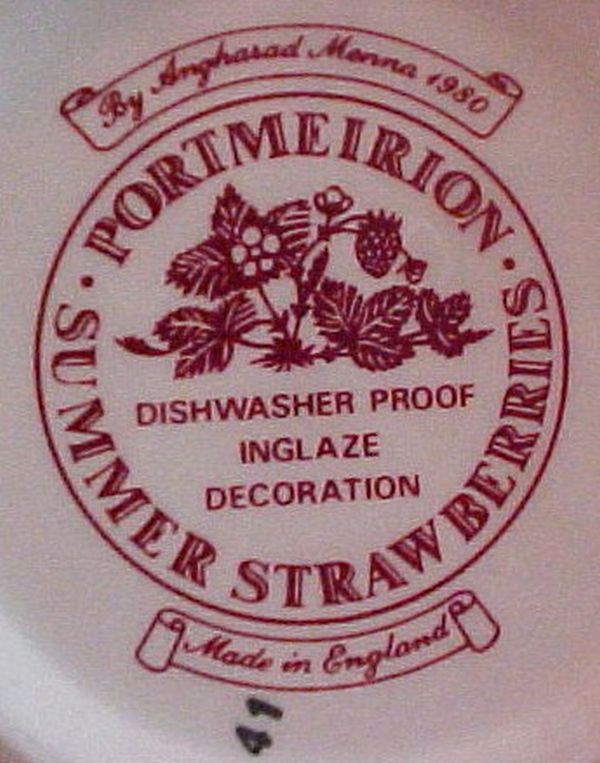 By Angharad Menna 1980
· PORTMEIRION ·
SUMMER STRAWBERRIES
DISHWASHER PROOF
INGLAZE
DECORATION
Made in England
41